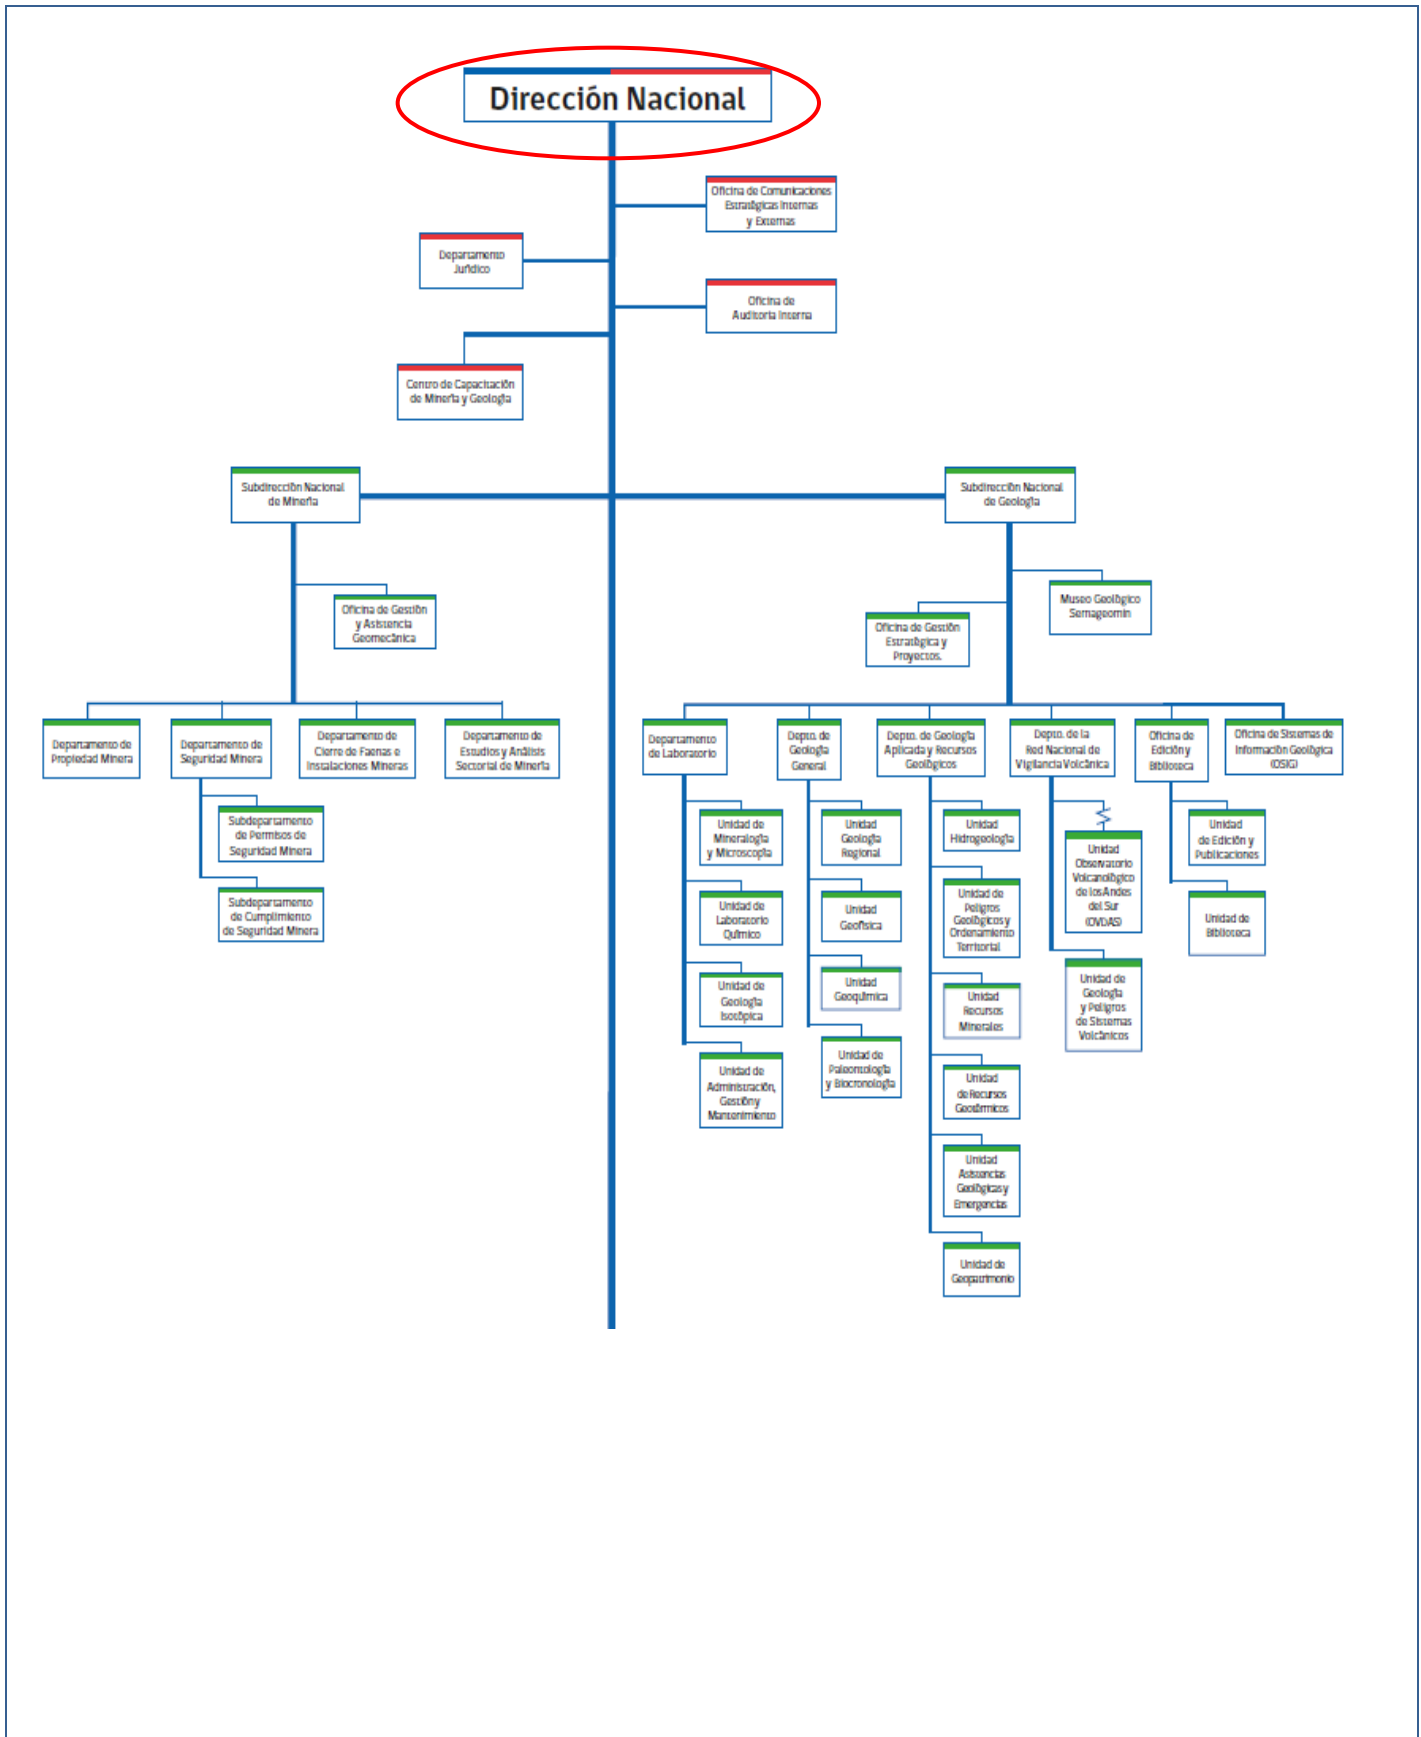 Dirección Nacional
Oficina de Comunicaciones
Estratégicas Internas
y Externas
Departamento
Jurídico
Oficina de
Auditoría Interna
Centro de Capacitación
de Minería y Geología
Subdirección Nacional
de Minería
Subdirección Nacional
de Geología
Oficina de Gestión
y Asistencia
Geomecánica
Museo Geológico
Sernageomin
Oficina de Gestión
Estratégica y
Proyectos.
Departamento de
Propiedad Minera
Departamento de
Seguridad Minera
Departamento de
Cierre de Faenas e
Instalaciones Mineras
Departamento de
Estudios y Análisis
Sectorial de Minería
Departamento
de Laboratorio
Depto. de
Geología
General
Depto. de Geología
Aplicada y Recursos
Geológicos
Depto. de la
Red Nacional de
Vigilancia Volcánica
Oficina de
Edición y
Biblioteca
Oficina de Sistemas de
Información Geológica
(OSIG)
Subdepartamento
de Permisos de
Seguridad Minera
Subdepartamento
de Cumplimiento
de Seguridad Minera
Unidad de
Mineralogía
y Microscopía
Unidad de
Laboratorio
Químico
Unidad de
Geología
Isotópica
Unidad de
Administración,
Gestión y
Mantenimiento
Unidad
Geología
Regional
Unidad
Geofísica
Unidad
Geoquímica
Unidad de
Paleontología
y Biocronología
Unidad
Hidrogeología
Unidad de
Peligros
Geológicos y
Ordenamiento
Territorial
Unidad
Recursos
Minerales
Unidad
de Recursos
Geotérmicos
Unidad
Asistencias
Geológicas y
Emergencias
Unidad de
Geopatrimonio
Unidad
Observatorio
Volcanológico
de los Andes
del Sur
(OVDAS)
Unidad de
Geología
y Peligros
de Sistemas
Volcánicos
Unidad
de Edición y
Publicaciones
Unidad de
Biblioteca